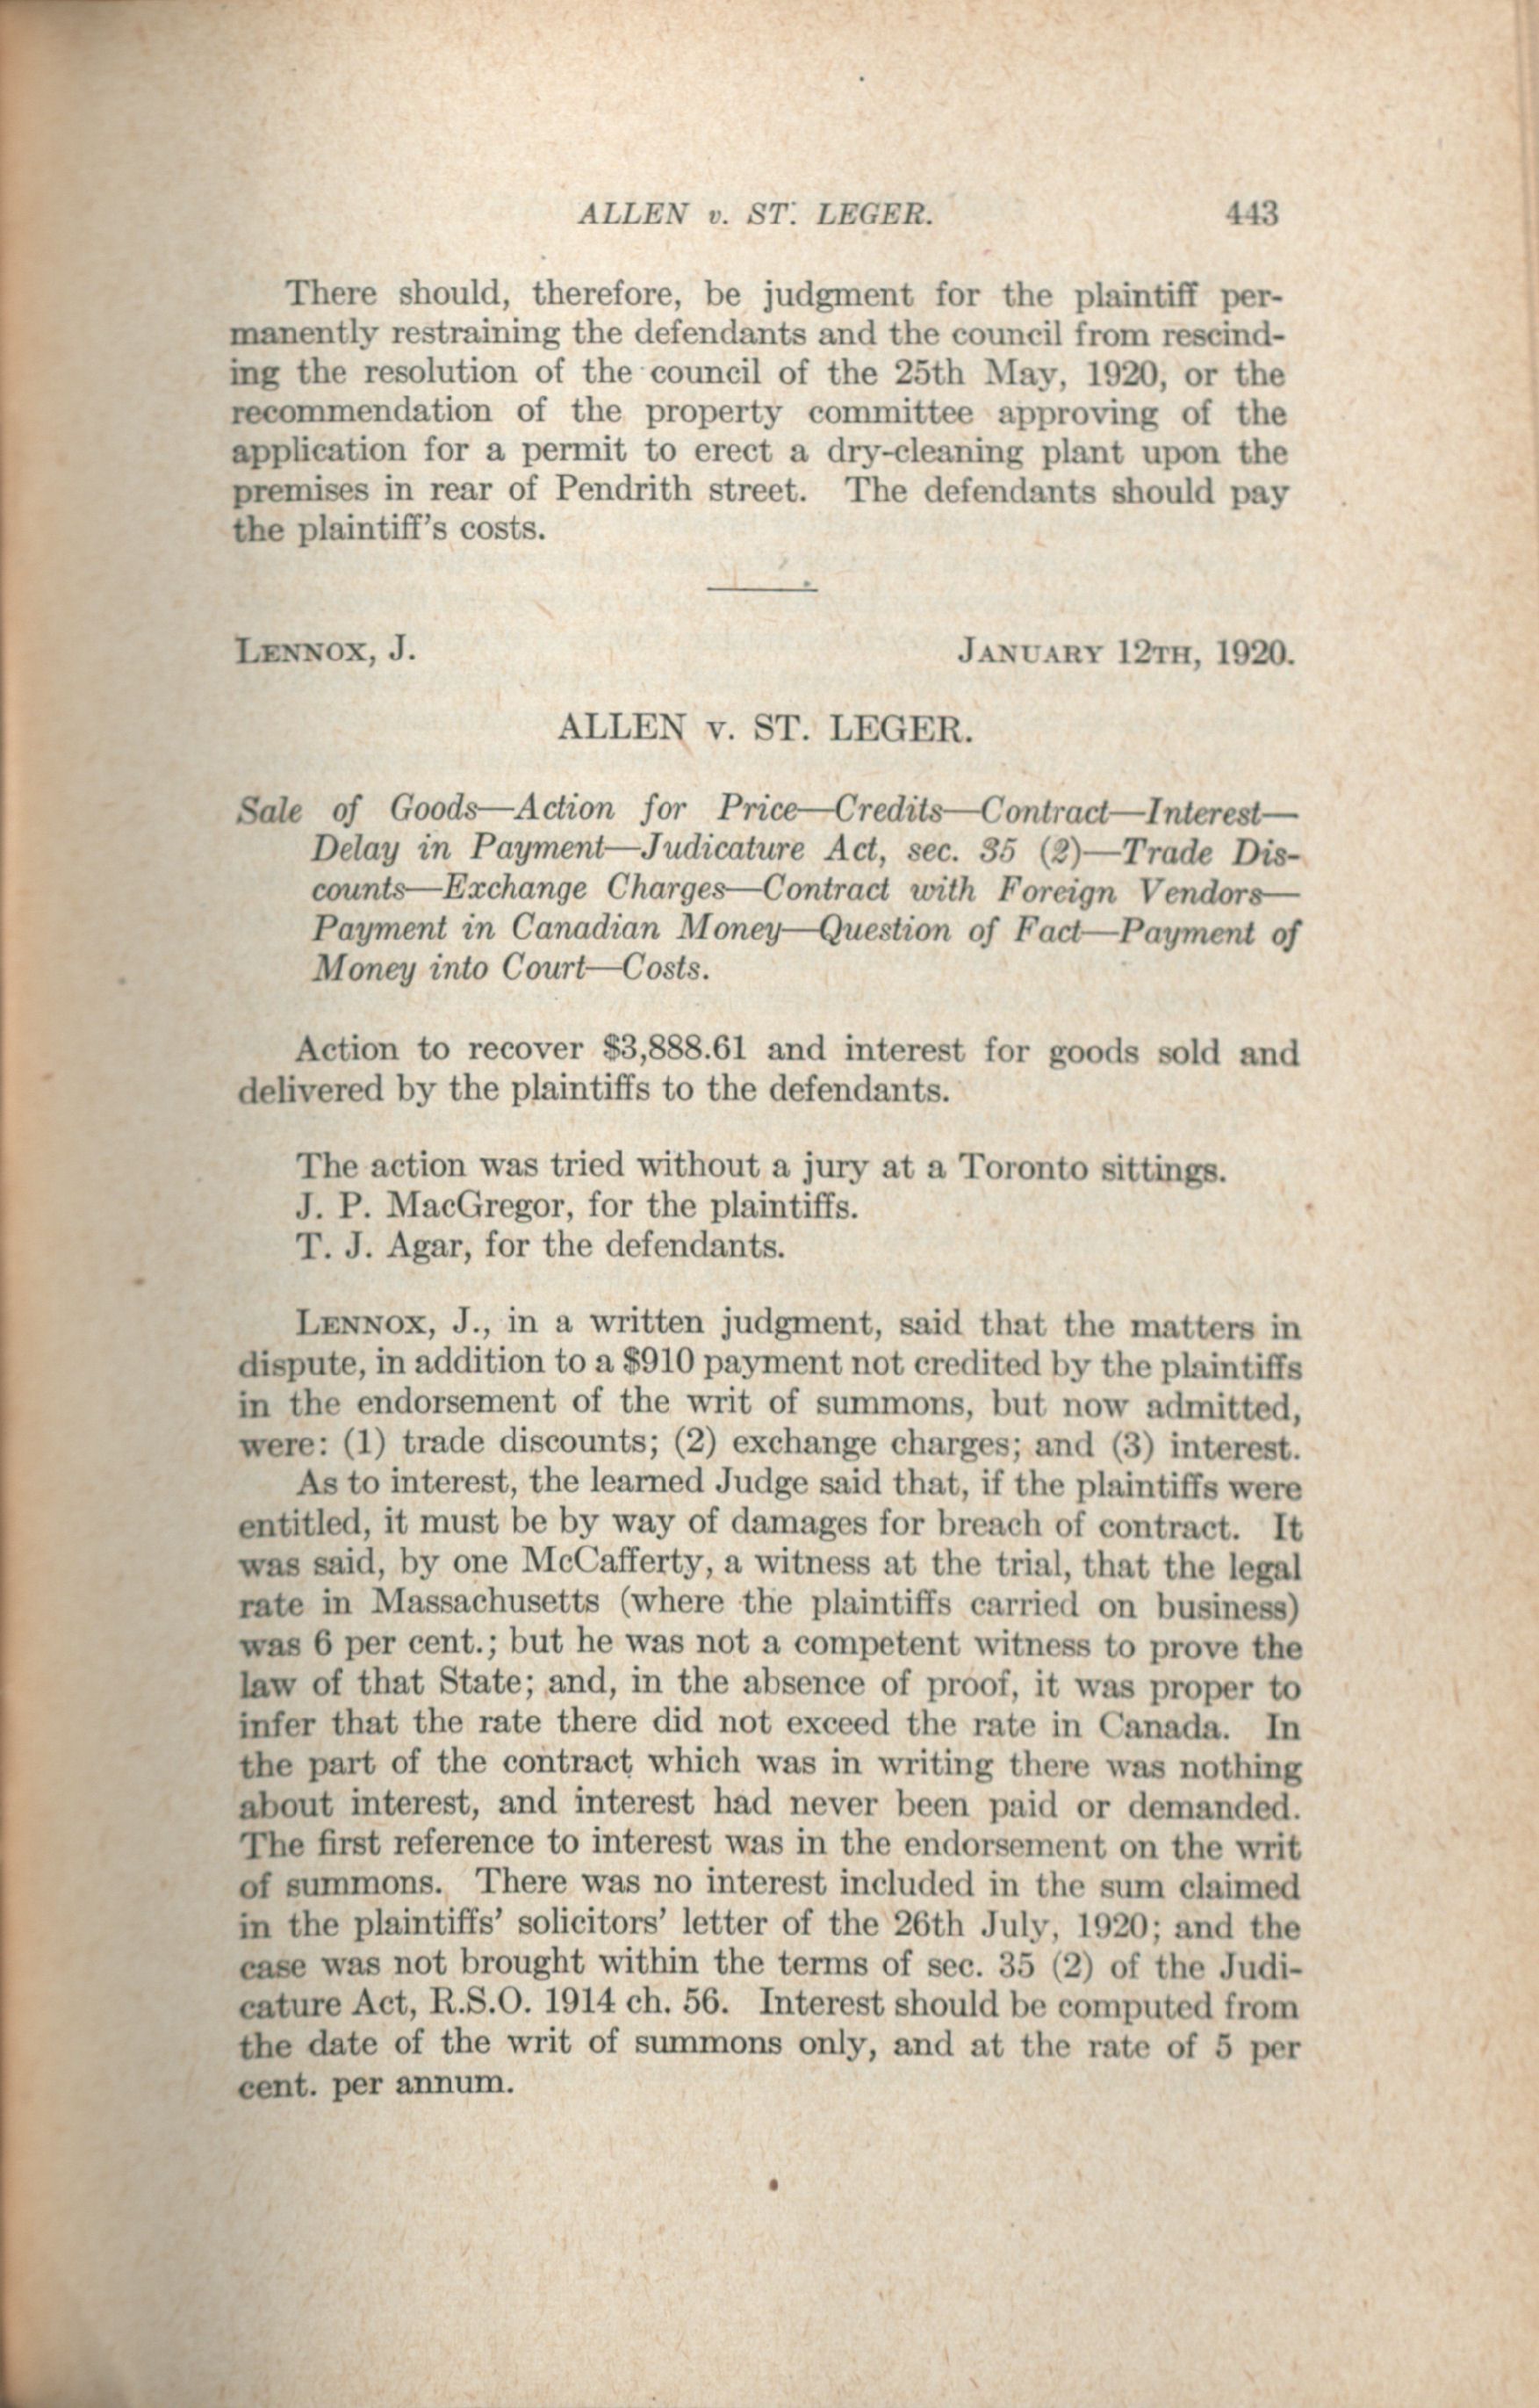 ALLEN v. ST. LEGER. 443
There should, therefore, be judgment for the plaintiff per-
manently restraining the defendants and the council from rescind-
ing the resolution of the council of the 25th May, 1920, or the
recommendation of the property committee approving of the
application for a permit to erect a dry-cleaning plant upon the
premises in rear of Pendrith street. The defendants should pay
the plaintiff's costs.
LENNOX, J. JANUARY 12TH, 1920.
ALLEN v. ST. LEGER.
Sale of Goods—Action for Price—Credits—Contract—Interest—
Delay in Payment—Judicature Act, sec. 35 (2)—Trade Dis-
counts—Exchange Charges—Contract with Foreign Vendors—
Payment in Canadian Money—Question of Fact—Payment of
Money into Court—Costs.
Action to recover $3,888.61 and interest for goods sold and
delivered by the plaintiffs to the defendants.
The action was tried without a jury at a Toronto sittings.
J. P. MacGregor, for the plaintiffs.
T. J. Agar, for the defendants.
LENNOX, J., in a written judgment, said that the matters in
dispute, in addition to a $910 payment not credited by the plaintiffs
in the endorsement of the writ of summons, but now admitted,
were: (1) trade discounts; (2) exchange charges; and (3) interest.
As to interest, the learned Judge said that, if the plaintiffs were
entitled, it must be by way of damages for breach of contract. It
was said, by one McCafferty, a witness at the trial, that the legal
rate in Massachusetts (where the plaintiffs carried on business)
was 6 per cent.; but he was not a competent witness to prove the
law of that State; and, in the absence of proof, it was proper to
infer that the rate there did not exceed the rate in Canada. In
the part of the contract which was in writing there was nothing
about interest, and interest had never been paid or demanded.
The first reference to interest was in the endorsement on the writ
of summons. There was no interest included in the sum claimed
in the plaintiffs' solicitors' letter of the 26th July, 1920; and the
case was not brought within the terms of sec. 35 (2) of the Judi-
cature Act, R.S.O. 1914 ch. 56. Interest should be computed from
the date of the writ of summons only, and at the rate of 5 per
cent. per annum.